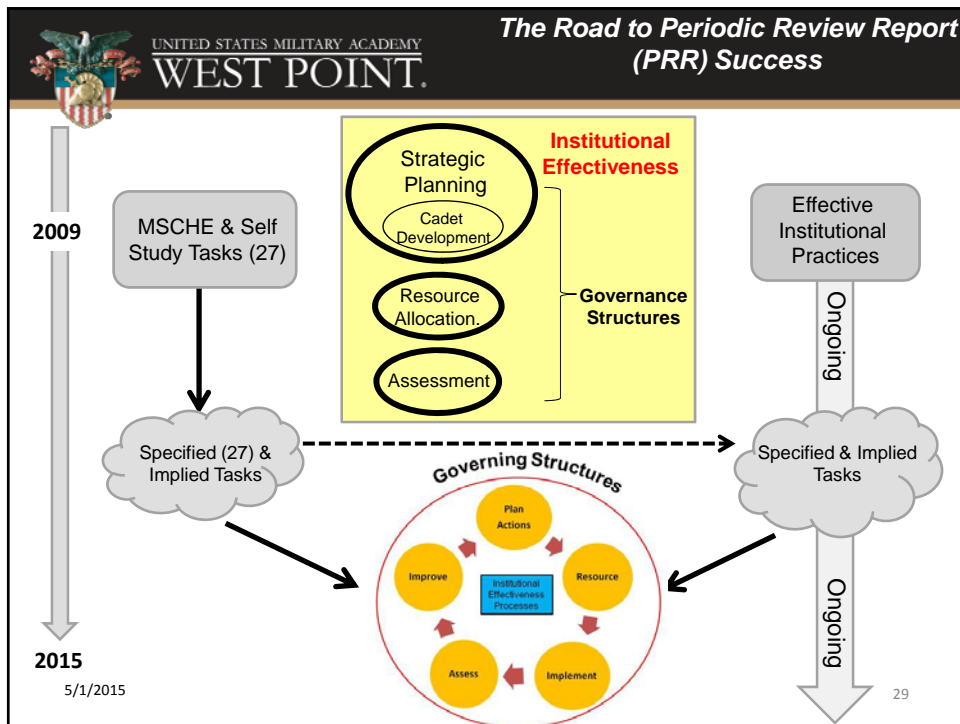 The Road to Periodic Review Report
(PRR) Success
UNITED STATES MILITARY ACADEMY
WEST POINT.
2009
MSCHE & Self
Study Tasks (27)
Institutional
Effectiveness
Strategic
Planning
Cadet
Development
Resource
Allocation.
Assessment
Governance
Structures
Effective
Institutional
Practices
Ongoing
Specified (27) &
Implied Tasks
Specified & Implied
Tasks
Governing Structures
Plan
Actions
Improve
Resource
Institutional
Effectiveness
Processes
Assess
Implement
Ongoing
2015
5/1/2015
29